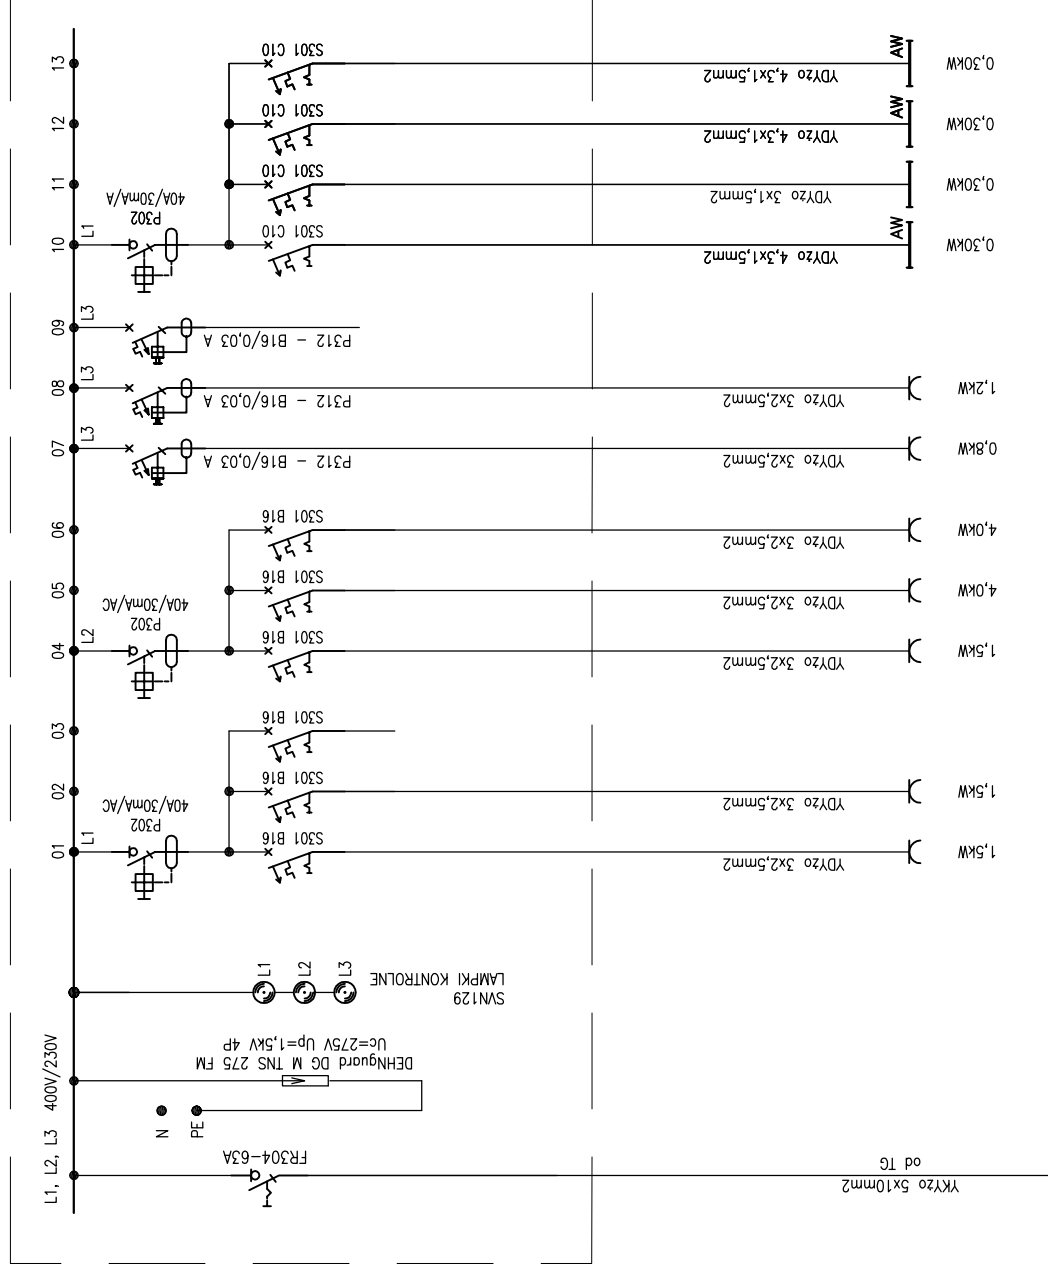 13
S301 C10
YDYżo 4,3x1,5mm2
AW
0,30kW
12
S301 C10
YDYżo 4,3x1,5mm2
AW
0,30kW
11
S301 C10
YDYżo 3x1,5mm2
0,30kW
10
L1
P302
40A/30mA/A
S301 C10
YDYżo 4,3x1,5mm2
AW
0,30kW
09
L3
P312 - B16/0,03 A
08
L3
P312 - B16/0,03 A
YDYżo 3x2,5mm2
1,2kW
07
L3
P312 - B16/0,03 A
YDYżo 3x2,5mm2
0,8kW
06
S301 B16
YDYżo 3x2,5mm2
4,0kW
05
S301 B16
YDYżo 3x2,5mm2
4,0kW
04
L2
P302
40A/30mA/AC
S301 B16
YDYżo 3x2,5mm2
1,5kW
03
S301 B16
02
S301 B16
YDYżo 3x2,5mm2
1,5kW
01
L1
P302
40A/30mA/AC
S301 B16
YDYżo 3x2,5mm2
1,5kW
L1
L2
L3
SVN129
LAMPKI KONTROLNE
DEHNguard DG M TNS 275 FM
Uc=275V Up=1,5kV 4P
N
PE
L1, L2, L3 400V/230V
FR304-63A
YKYżo 5x10mm2
od TG